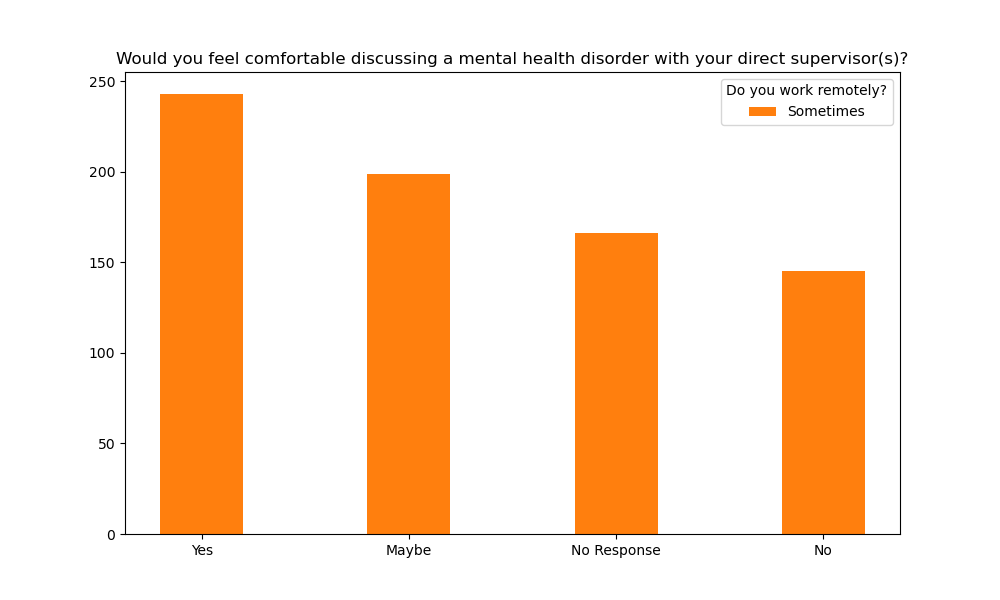 Would you feel comfortable discussing a mental health disorder with your direct supervisor(s)?
Do you work remotely?
Sometimes
250
200
150
100
50
0
Yes
Maybe
No Response
No